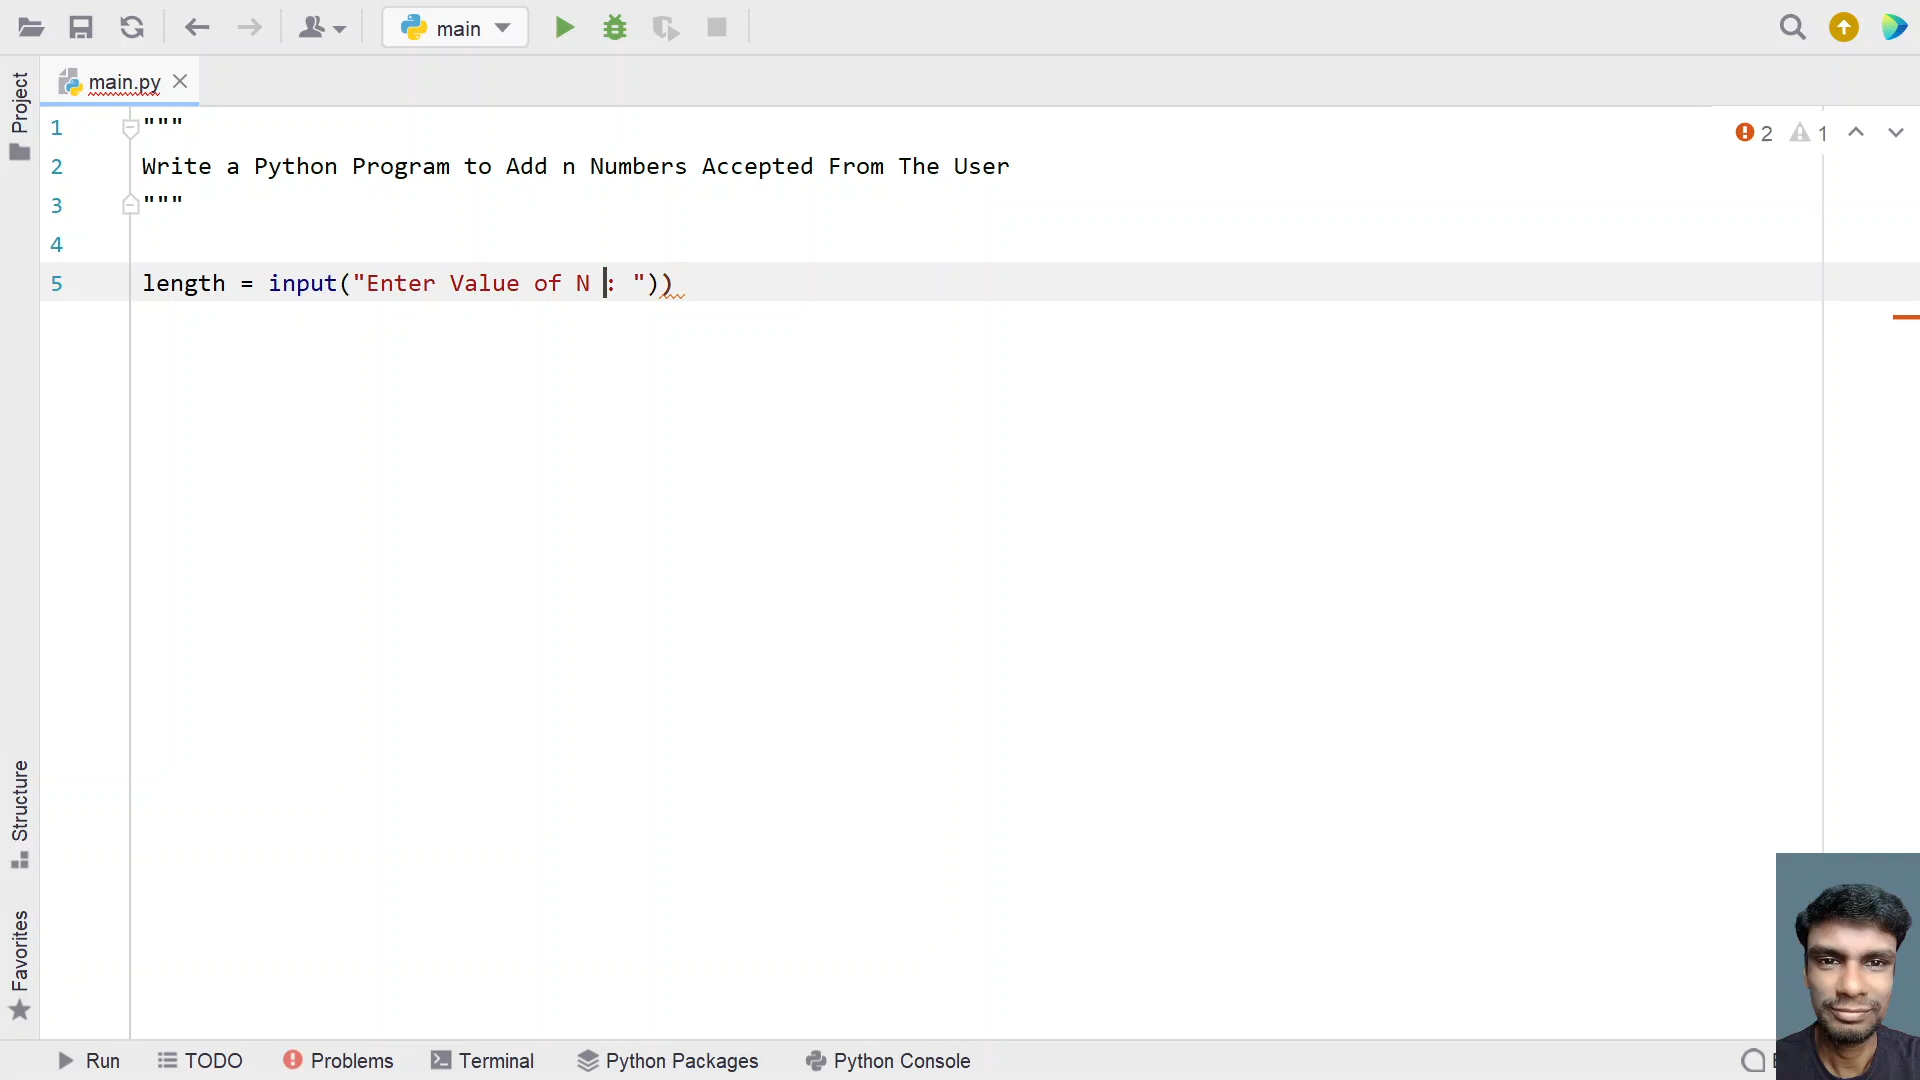 main
Project
main.py
2 1
1 """
2 Write a Python Program to Add n Numbers Accepted From The User
3 """
4
5 length = input("Enter Value of N : "))
Structure
Favorites
Run TODO Problems Terminal Python Packages Python Console